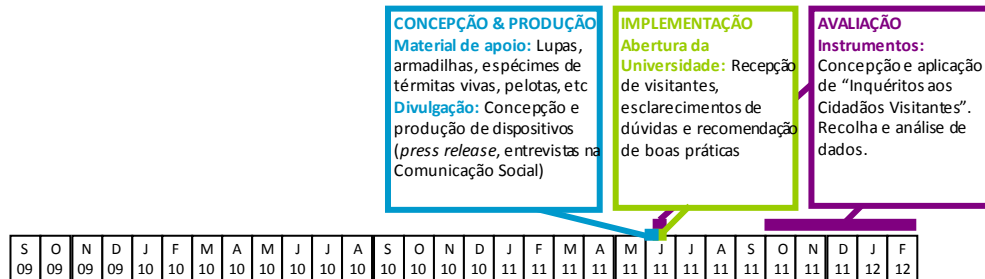 CONCEPÇÃO & PRODUÇÃO
Material de apoio: Lupas,
armadilhas, espécimes de
térmitas vivas, pelotas, etc
Divulgação: Concepção e
produção de dispositivos
(press release, entrevistas na
Comunicação Social)
IMPLEMENTAÇÃO
Abertura da
Universidade: Recepção
de visitantes,
esclarecimentos de
dúvidas e recomendação
de boas práticas
AVALIAÇÃO
Instrumentos:
Concepção e aplicação
de “Inquéritos aos
Cidadãos Visitantes”.
Recolha e análise de
dados.
S O N D J F M A M J J A S O N D J F M A M J J A S O N D J F
09 09 09 09 10 10 10 10 10 10 10 10 10 10 10 10 11 11 11 11 11 11 11 11 11 11 11 11 12 12